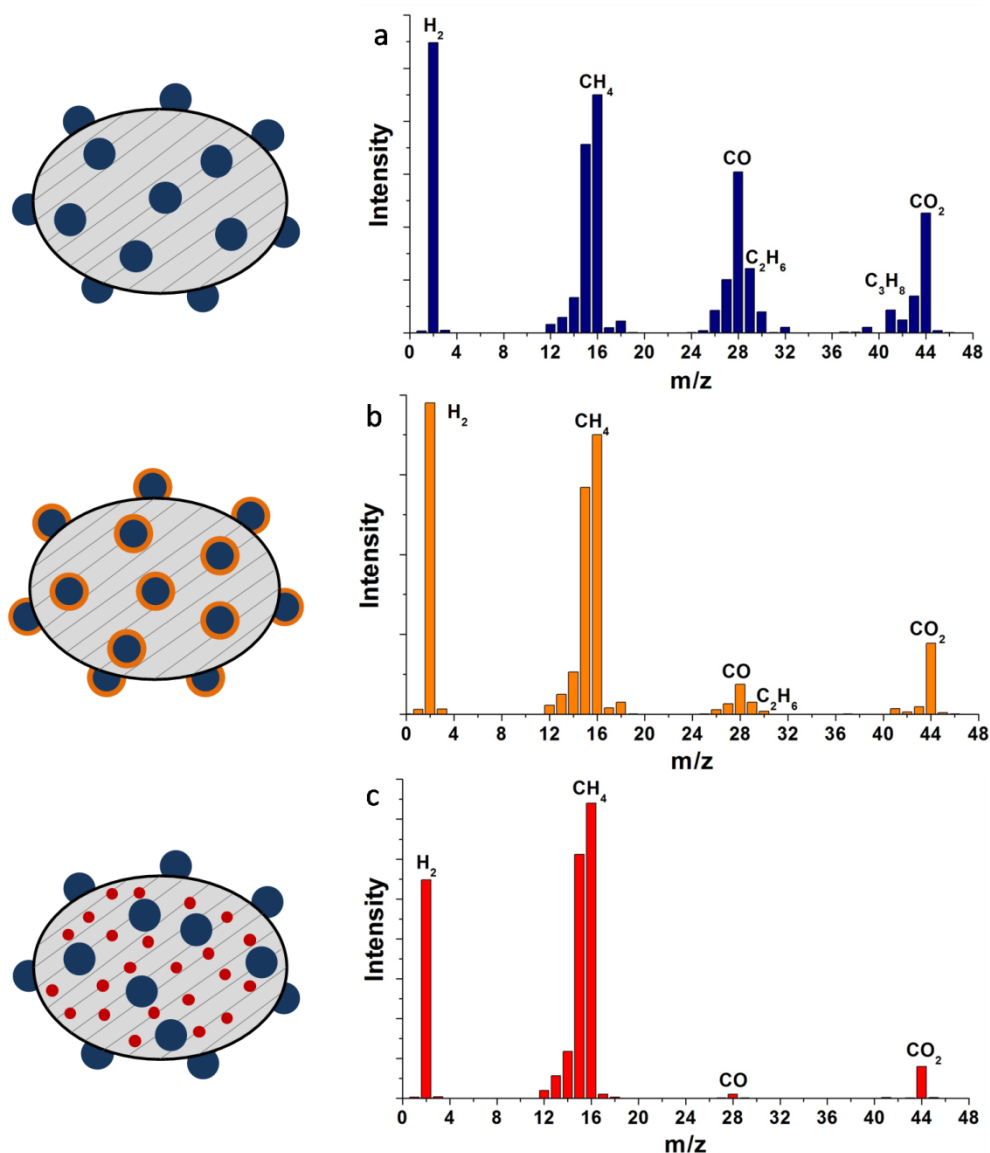 a
H₂
CH₄
CO
C₂H₆
C₃H₈
CO₂
Intensity
0 4 8 12 16 20 24 28 32 36 40 44 48
m/z
b
H₂
CH₄
CO
C₂H₆
CO₂
Intensity
0 4 8 12 16 20 24 28 32 36 40 44 48
m/z
c
H₂
CH₄
CO
CO₂
Intensity
0 4 8 12 16 20 24 28 32 36 40 44 48
m/z